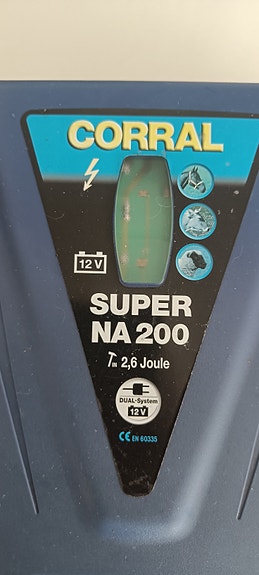 CORRAL
12 V
SUPER
NA 200
2,6 Joule
DUAL-System
12 V
CE EN 60335